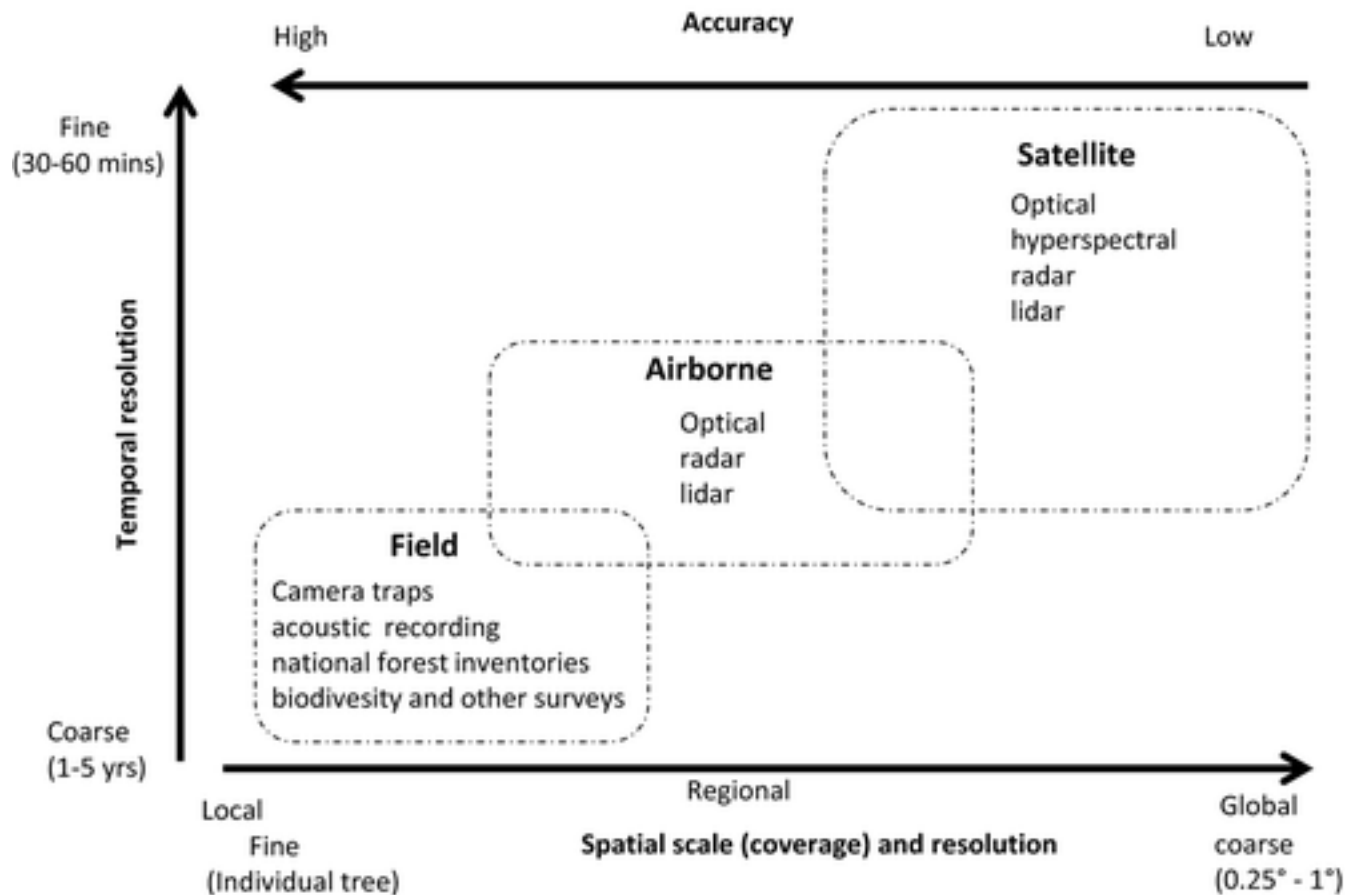 Accuracy
High
Low
Fine
(30-60 mins)
Satellite
Optical
hyperspectral
radar
lidar
Temporal resolution
Airborne
Optical
radar
lidar
Field
Camera traps
acoustic recording
national forest inventories
biodivesity and other surveys
Coarse
(1-5 yrs)
Local
Fine
(Individual tree)
Regional
Spatial scale (coverage) and resolution
Global
coarse
(0.25° - 1°)